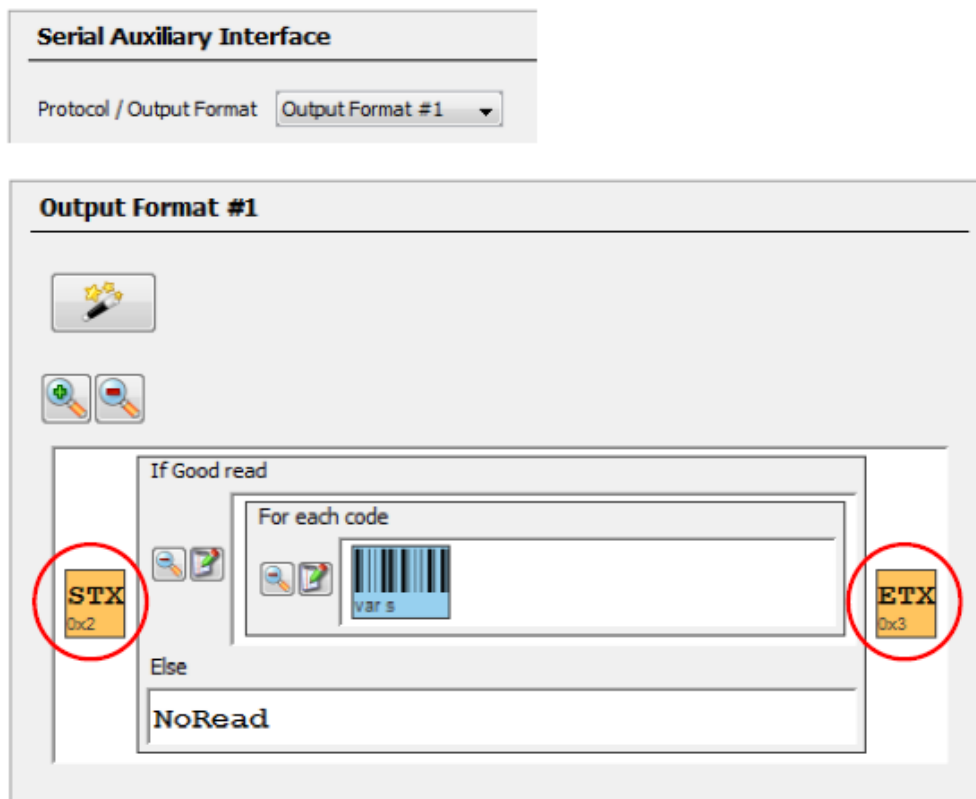 Serial Auxiliary Interface
Protocol / Output Format Output Format #1
Output Format #1
If Good read
For each code
var s
STX
0x2
ETX
0x3
Else
NoRead